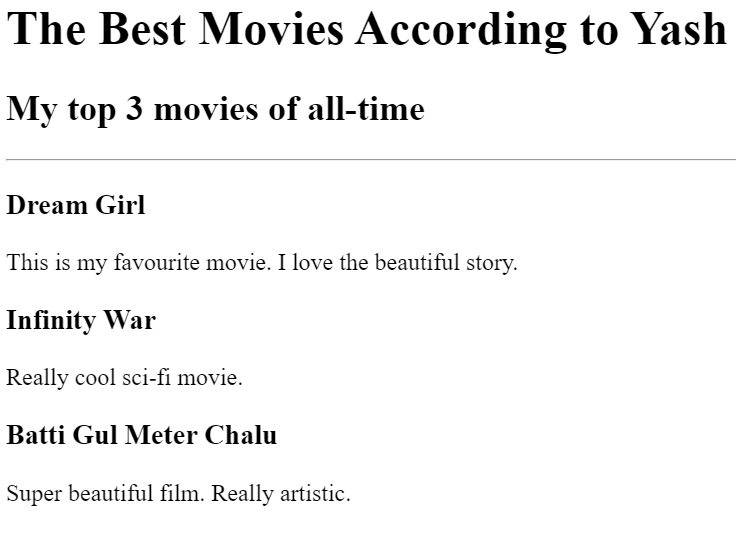 The Best Movies According to Yash
My top 3 movies of all-time
Dream Girl
This is my favourite movie. I love the beautiful story.
Infinity War
Really cool sci-fi movie.
Batti Gul Meter Chalu
Super beautiful film. Really artistic.